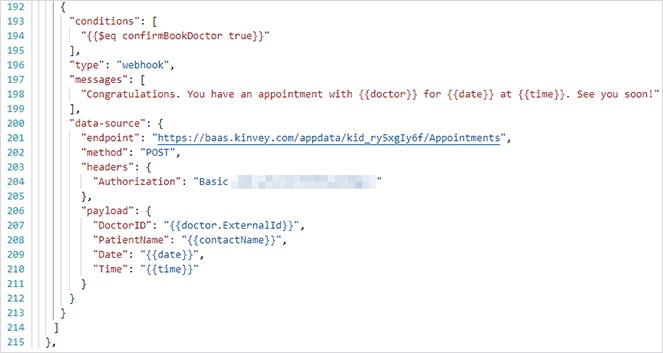 192 {
193 "conditions": [
194 "{{$eq confirmBookDoctor true}}"
195 ],
196 "type": "webhook",
197 "messages": [
198 "Congratulations. You have an appointment with {{doctor}} for {{date}} at {{time}}. See you soon!"
199 ],
200 "data-source": {
201 "endpoint": "https://baas.kinvey.com/appdata/kid_ry5xgIy6f/Appointments",
202 "method": "POST",
203 "headers": {
204 "Authorization": "Basic "
205 },
206 "payload": {
207 "DoctorID": "{{doctor.ExternalId}}",
208 "PatientName": "{{contactName}}",
209 "Date": "{{date}}",
210 "Time": "{{time}}"
211 }
212 }
213 }
214 ]
215 },